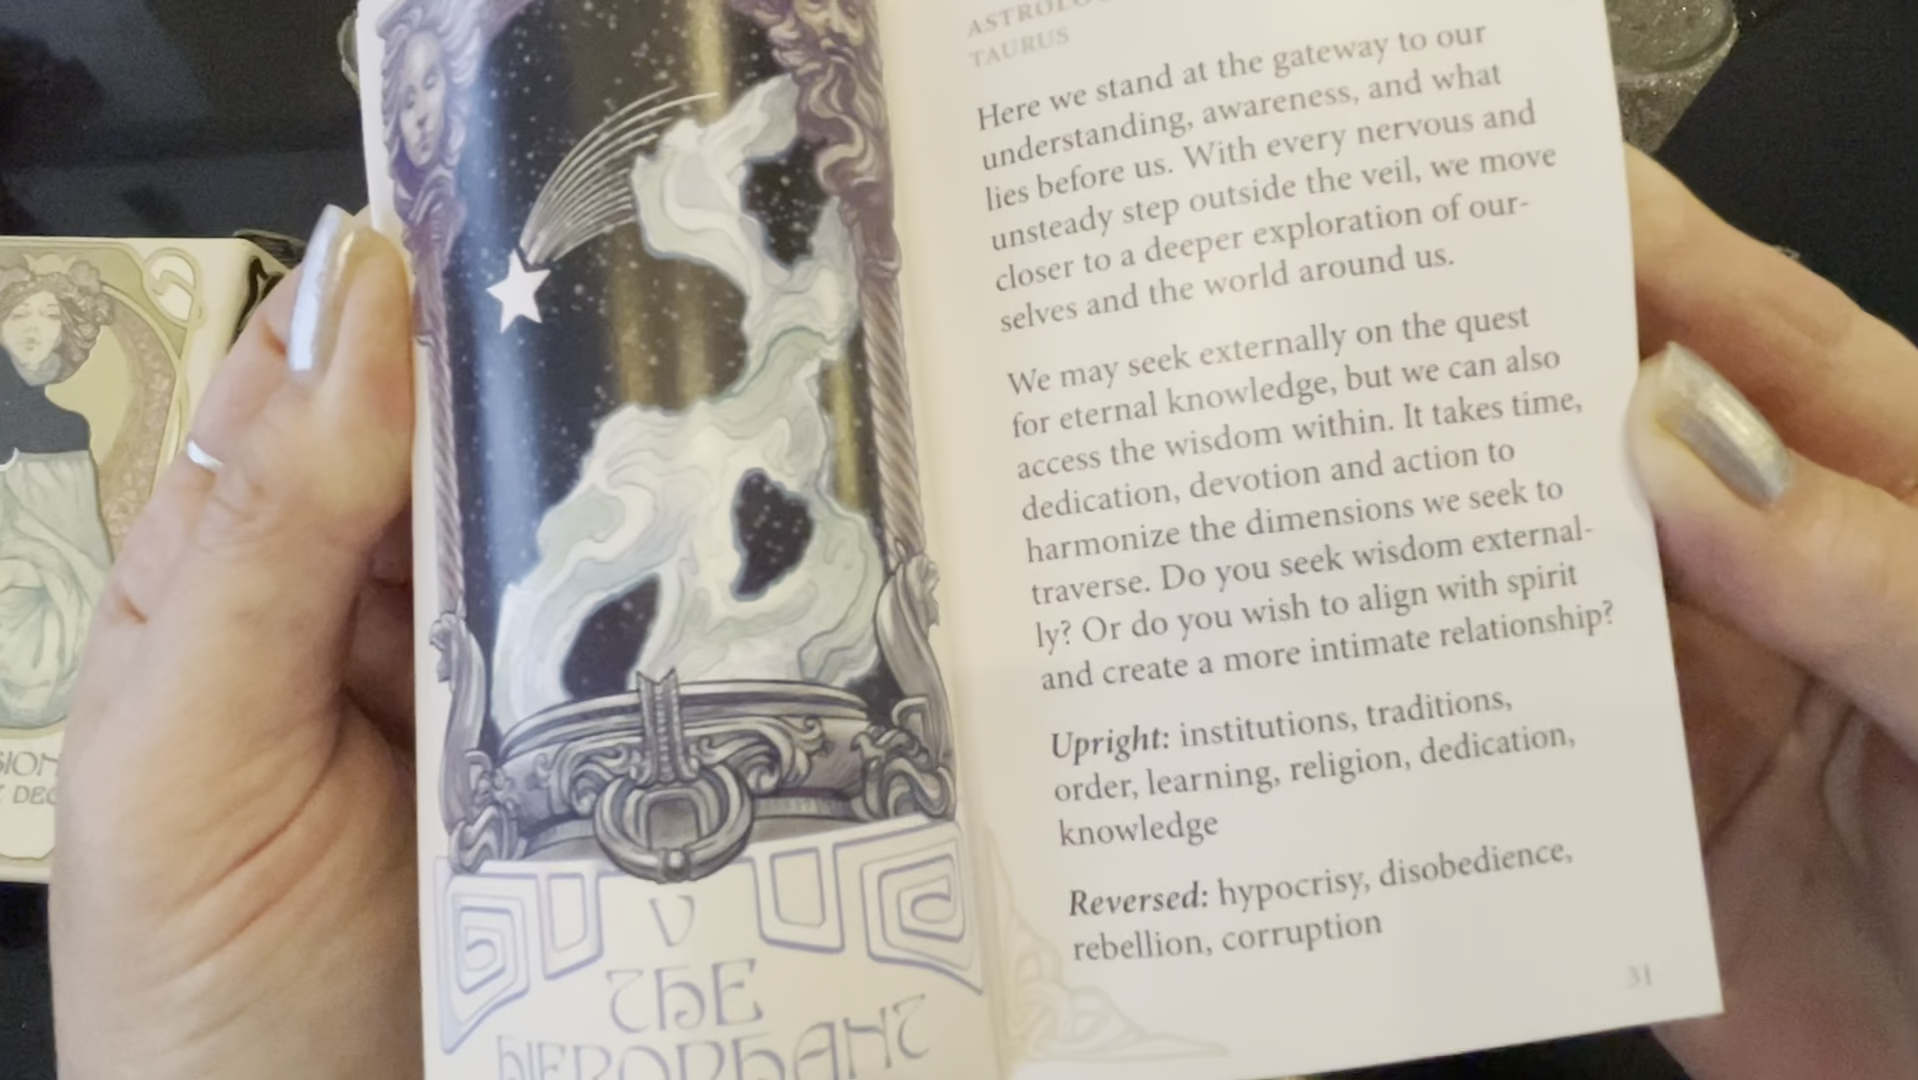 V
THE
HIEROPHANT
TAURUS
Here we stand at the gateway to our
understanding, awareness, and what
lies before us. With every nervous and
unsteady step outside the veil, we move
closer to a deeper exploration of our-
selves and the world around us.
We may seek externally on the quest
for eternal knowledge, but we can also
access the wisdom within. It takes time,
dedication, devotion and action to
harmonize the dimensions we seek to
traverse. Do you seek wisdom external-
ly? Or do you wish to align with spirit
and create a more intimate relationship?
Upright: institutions, traditions,
order, learning, religion, dedication,
knowledge
Reversed: hypocrisy, disobedience,
rebellion, corruption
31